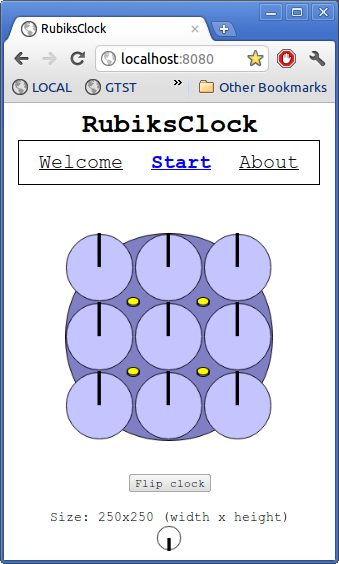 RubiksClock
localhost:8080
LOCAL GTST » Other Bookmarks
RubiksClock
Welcome Start About
Flip clock
Size: 250x250 (width x height)